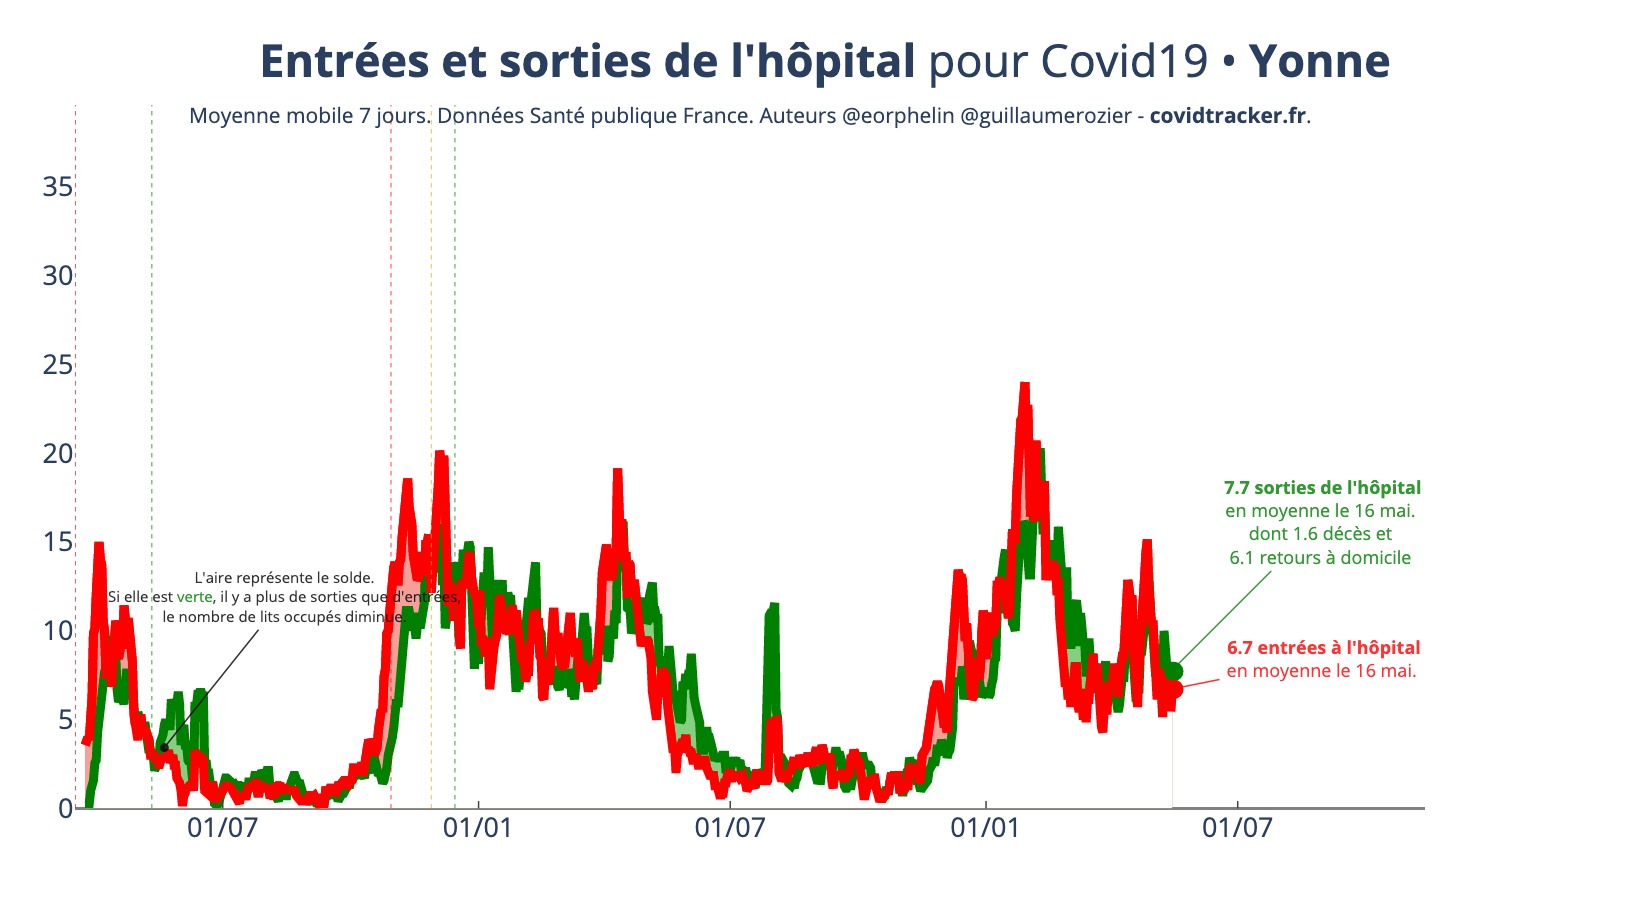 Entrées et sorties de l'hôpital pour Covid19 • Yonne
Moyenne mobile 7 jours. Données Santé publique France. Auteurs @eorphelin @guillaumerozier - covidtracker.fr.
35
30
25
20
15
10
5
0
L'aire représente le solde.
Si elle est verte, il y a plus de sorties que d'entrées,
le nombre de lits occupés diminue.
7.7 sorties de l'hôpital
en moyenne le 16 mai.
dont 1.6 décès et
6.1 retours à domicile
6.7 entrées à l'hôpital
en moyenne le 16 mai.
01/07
01/01
01/07
01/01
01/07